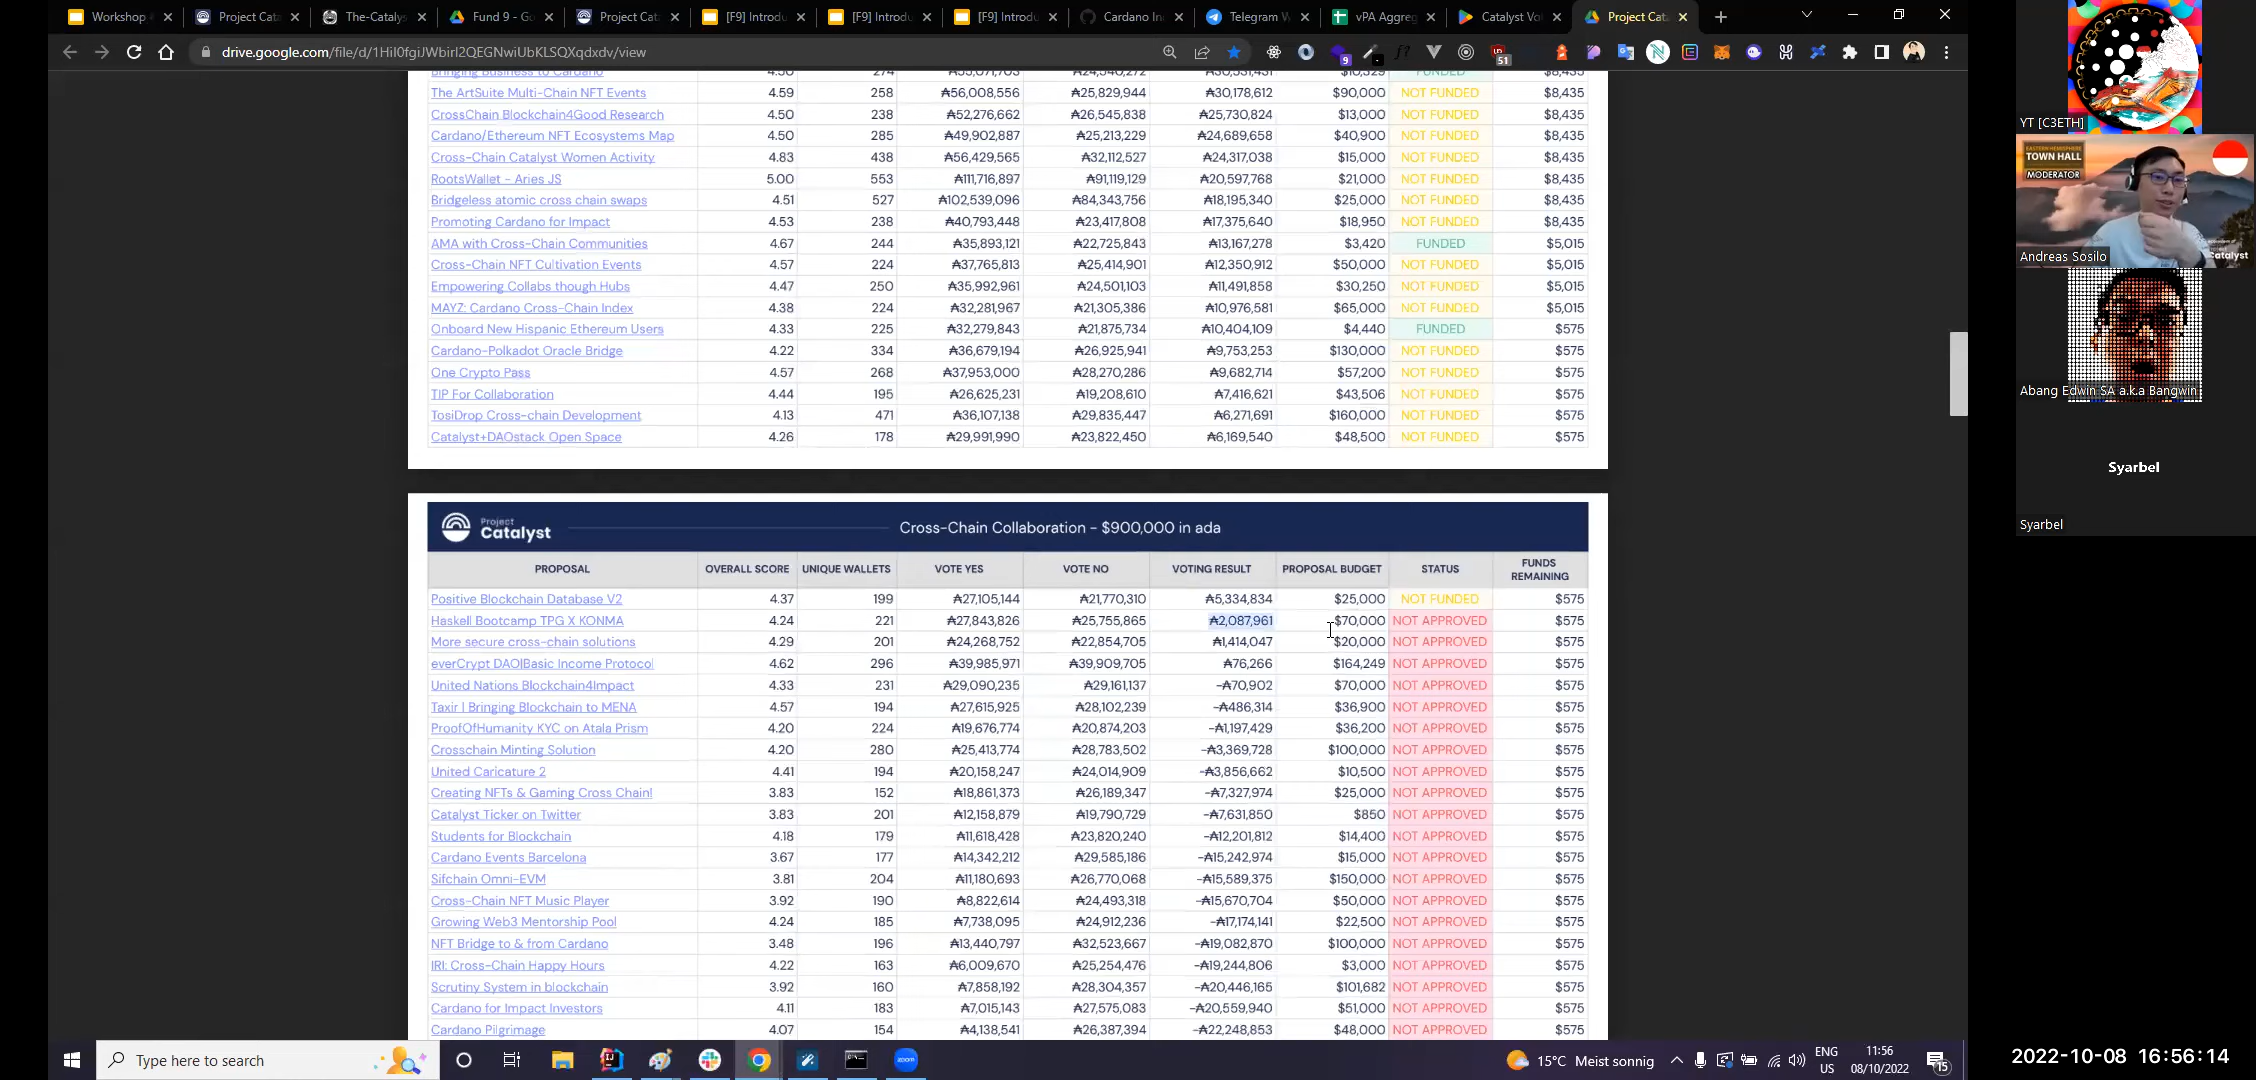 Workshop
Project Cata
The-Catalys
Fund 9 - Go
Project Cat
[F9] Introdu
[F9] Introdu
[F9] Introdu
Cardano In
Telegram W
vPA Aggre
Catalyst Vo
Project Cat
drive.google.com/file/d/1HiI0fgiJWbirl2QEGNwiUbKLSQXqdxdv/view
Bringing Business to Cardano 4.50 274 $10,329 FUNDED $8,435
The ArtSuite Multi-Chain NFT Events 4.59 258 ₳56,008,556 ₳25,829,944 ₳30,178,612 $90,000 NOT FUNDED $8,435
CrossChain Blockchain4Good Research 4.50 238 ₳52,276,662 ₳26,545,838 ₳25,730,824 $13,000 NOT FUNDED $8,435
Cardano/Ethereum NFT Ecosystems Map 4.50 285 ₳49,902,887 ₳25,213,229 ₳24,689,658 $40,900 NOT FUNDED $8,435
Cross-Chain Catalyst Women Activity 4.83 438 ₳56,429,565 ₳32,112,527 ₳24,317,038 $15,000 NOT FUNDED $8,435
RootsWallet - Aries JS 5.00 553 ₳111,716,897 ₳91,119,129 ₳20,597,768 $21,000 NOT FUNDED $8,435
Bridgeless atomic cross chain swaps 4.51 527 ₳102,539,096 ₳84,343,756 ₳18,195,340 $25,000 NOT FUNDED $8,435
Promoting Cardano for Impact 4.53 238 ₳40,793,448 ₳23,417,808 ₳17,375,640 $18,950 NOT FUNDED $8,435
AMA with Cross-Chain Communities 4.67 244 ₳35,893,121 ₳22,725,843 ₳13,167,278 $3,420 FUNDED $5,015
Cross-Chain NFT Cultivation Events 4.57 224 ₳37,765,813 ₳25,414,901 ₳12,350,912 $50,000 NOT FUNDED $5,015
Empowering Collabs though Hubs 4.47 250 ₳35,992,961 ₳24,501,103 ₳11,491,858 $30,250 NOT FUNDED $5,015
MAYZ: Cardano Cross-Chain Index 4.38 224 ₳32,281,967 ₳21,305,386 ₳10,976,581 $65,000 NOT FUNDED $5,015
Onboard New Hispanic Ethereum Users 4.33 225 ₳32,279,843 ₳21,875,734 ₳10,404,109 $4,440 FUNDED $575
Cardano-Polkadot Oracle Bridge 4.22 334 ₳36,679,194 ₳26,925,941 ₳9,753,253 $130,000 NOT FUNDED $575
One Crypto Pass 4.57 268 ₳37,953,000 ₳28,270,286 ₳9,682,714 $57,200 NOT FUNDED $575
TIP For Collaboration 4.44 195 ₳26,625,231 ₳19,208,610 ₳7,416,621 $43,506 NOT FUNDED $575
TosiDrop Cross-chain Development 4.13 471 ₳36,107,138 ₳29,835,447 ₳6,271,691 $160,000 NOT FUNDED $575
Catalyst+DAOstack Open Space 4.26 178 ₳29,991,990 ₳23,822,450 ₳6,169,540 $48,500 NOT FUNDED $575
Project Catalyst
Cross-Chain Collaboration - $900,000 in ada
PROPOSAL OVERALL SCORE UNIQUE WALLETS VOTE YES VOTE NO VOTING RESULT PROPOSAL BUDGET STATUS FUNDS REMAINING
Positive Blockchain Database V2 4.37 199 ₳27,105,144 ₳21,770,310 ₳5,334,834 $25,000 NOT FUNDED $575
Haskell Bootcamp TPG X KONMA 4.24 221 ₳27,843,826 ₳25,755,865 ₳2,087,961 $70,000 NOT APPROVED $575
More secure cross-chain solutions 4.29 201 ₳24,268,752 ₳22,854,705 ₳1,414,047 $20,000 NOT APPROVED $575
everCrypt DAO|Basic Income Protocol 4.62 296 ₳39,985,971 ₳39,909,705 ₳76,266 $164,249 NOT APPROVED $575
United Nations Blockchain4Impact 4.33 231 ₳29,090,235 ₳29,161,137 -₳70,902 $70,000 NOT APPROVED $575
Taxir | Bringing Blockchain to MENA 4.57 194 ₳27,615,925 ₳28,102,239 -₳486,314 $36,900 NOT APPROVED $575
ProofOfHumanity KYC on Atala Prism 4.20 224 ₳19,676,774 ₳20,874,203 -₳1,197,429 $36,200 NOT APPROVED $575
Crosschain Minting Solution 4.20 280 ₳25,413,774 ₳28,783,502 -₳3,369,728 $100,000 NOT APPROVED $575
United Caricature 2 4.41 194 ₳20,158,247 ₳24,014,909 -₳3,856,662 $10,500 NOT APPROVED $575
Creating NFTs & Gaming Cross Chain! 3.83 152 ₳18,861,373 ₳26,189,347 -₳7,327,974 $25,000 NOT APPROVED $575
Catalyst Ticker on Twitter 3.83 201 ₳12,158,879 ₳19,790,729 -₳7,631,850 $850 NOT APPROVED $575
Students for Blockchain 4.18 179 ₳11,618,428 ₳23,820,240 -₳12,201,812 $14,400 NOT APPROVED $575
Cardano Events Barcelona 3.67 177 ₳14,342,212 ₳29,585,186 -₳15,242,974 $15,000 NOT APPROVED $575
Sifchain Omni-EVM 3.81 204 ₳11,180,693 ₳26,770,068 -₳15,589,375 $150,000 NOT APPROVED $575
Cross-Chain NFT Music Player 3.92 190 ₳8,822,614 ₳24,493,318 -₳15,670,704 $50,000 NOT APPROVED $575
Growing Web3 Mentorship Pool 4.24 185 ₳7,738,095 ₳24,912,236 -₳17,174,141 $22,500 NOT APPROVED $575
NFT Bridge to & from Cardano 3.48 196 ₳13,440,797 ₳32,523,667 -₳19,082,870 $100,000 NOT APPROVED $575
IRI: Cross-Chain Happy Hours 4.22 163 ₳6,009,670 ₳25,254,476 -₳19,244,806 $3,000 NOT APPROVED $575
Scrutiny System in blockchain 3.92 160 ₳7,858,192 ₳28,304,357 -₳20,446,165 $101,682 NOT APPROVED $575
Cardano for Impact Investors 4.11 183 ₳7,015,143 ₳27,575,083 -₳20,559,940 $51,000 NOT APPROVED $575
Cardano Pilgrimage 4.07 154 ₳4,138,541 ₳26,387,394 -₳22,248,853 $48,000 NOT APPROVED $575
YT [C3ETH]
TOWN HALL
MODERATOR
Andreas Sosilo
Catalyst
Abang Edwin SA a.k.a Bangwin
Syarbel
Syarbel
Type here to search
15°C Meist sonnig
ENG
US
11:56
08/10/2022
15
2022-10-08 16:56:14